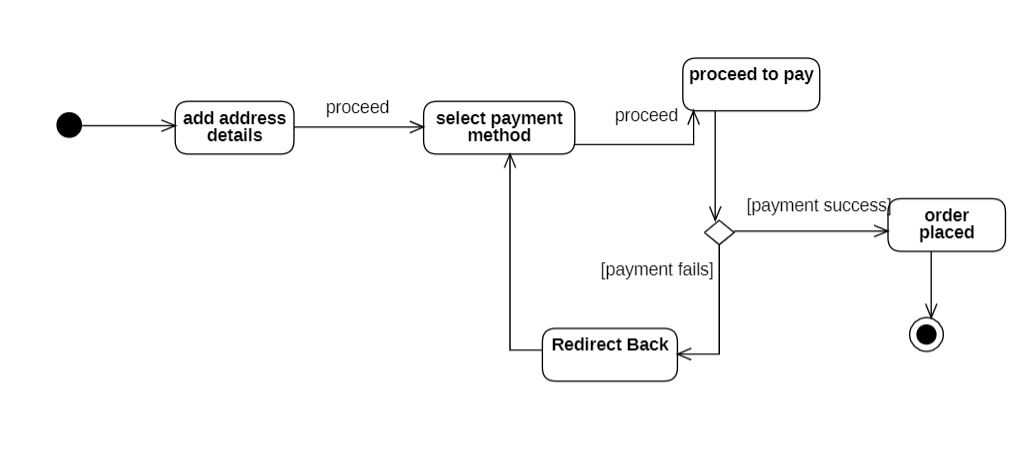 proceed to pay
proceed
proceed
add address
details
select payment
method
[payment success]
order
placed
[payment fails]
Redirect Back